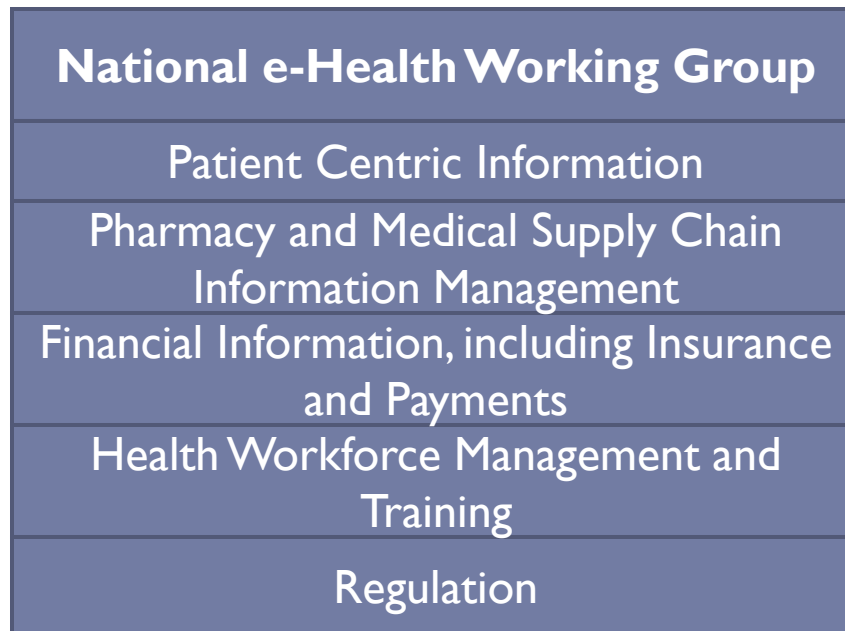 National e-Health Working Group
Patient Centric Information
Pharmacy and Medical Supply Chain
Information Management
Financial Information, including Insurance
and Payments
Health Workforce Management and
Training
Regulation